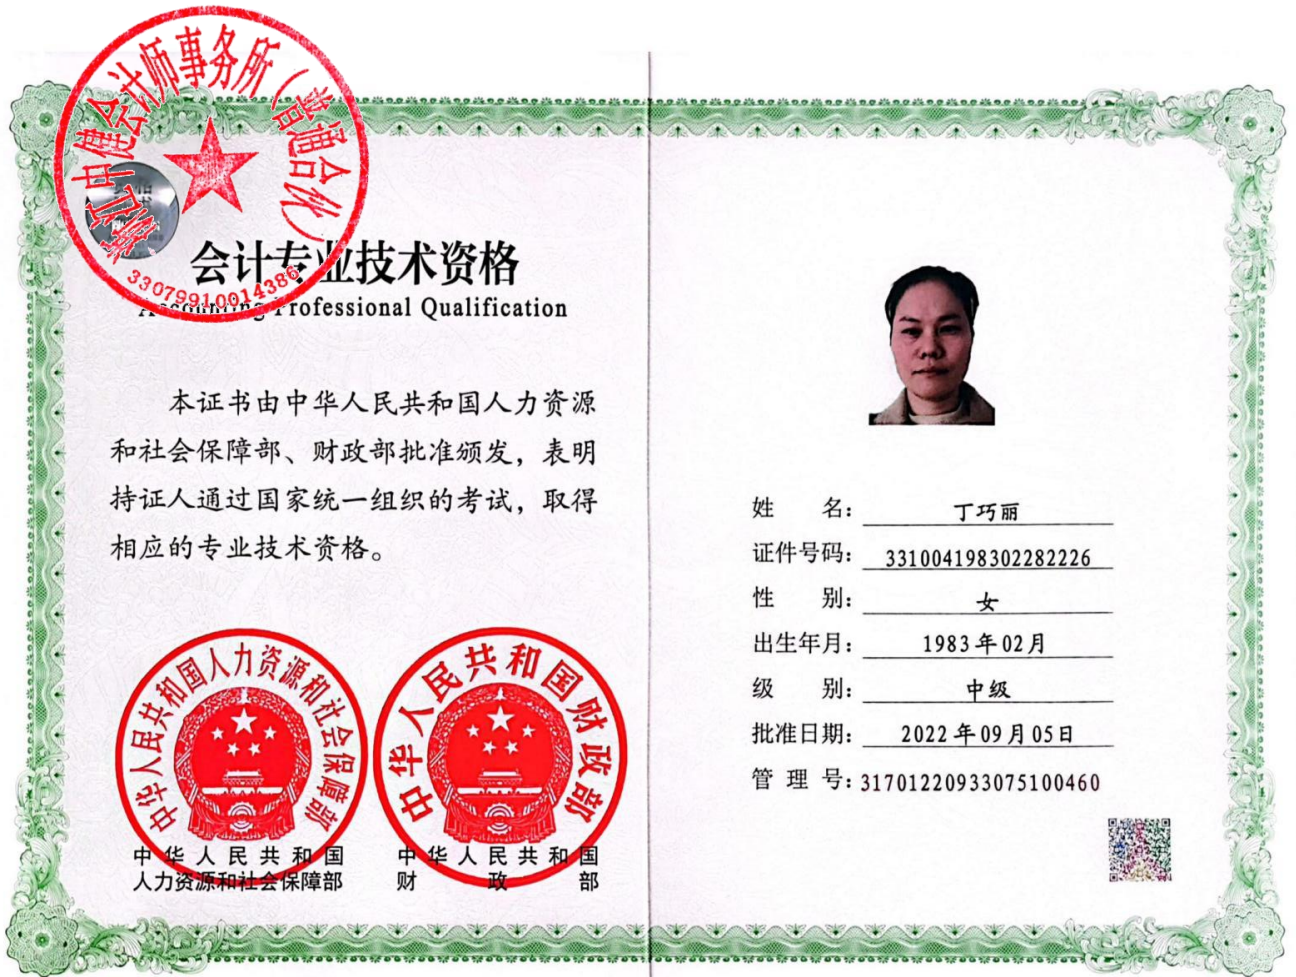 中健会计师事务所（普通合伙）
33079910014386
会计专业技术资格
Accounting Professional Qualification
本证书由中华人民共和国人力资源
和社会保障部、财政部批准颁发，表明
持证人通过国家统一组织的考试，取得
相应的专业技术资格。
中华人民共和国人力资源和社会保障部
中华人民共和国财政部
中华人民共和国
人力资源和社会保障部
中华人民共和国
财政部
姓名：丁巧丽
证件号码：331004198302282226
性别：女
出生年月：1983年02月
级别：中级
批准日期：2022年09月05日
管理号：31701220933075100460